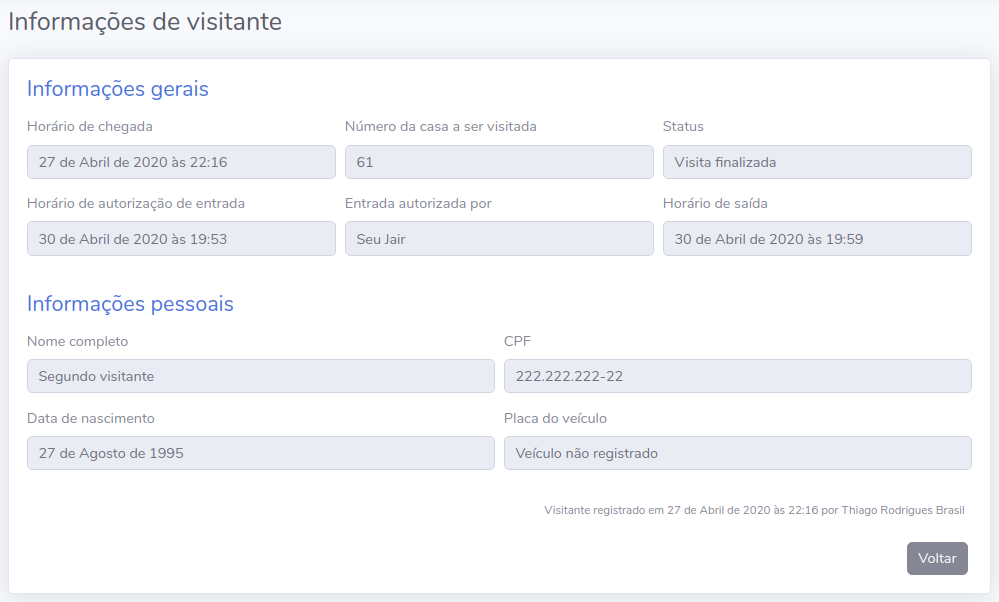 Informações de visitante
Informações gerais
Horário de chegada
Número da casa a ser visitada
Status
27 de Abril de 2020 às 22:16
61
Visita finalizada
Horário de autorização de entrada
Entrada autorizada por
Horário de saída
30 de Abril de 2020 às 19:53
Seu Jair
30 de Abril de 2020 às 19:59
Informações pessoais
Nome completo
CPF
Segundo visitante
222.222.222-22
Data de nascimento
Placa do veículo
27 de Agosto de 1995
Veículo não registrado
Visitante registrado em 27 de Abril de 2020 às 22:16 por Thiago Rodrigues Brasil
Voltar